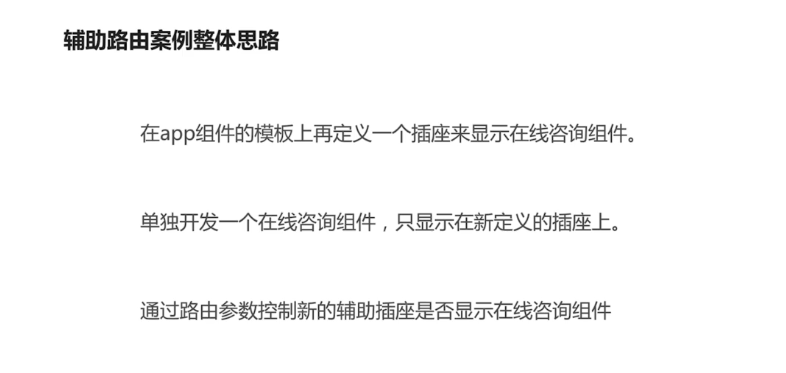 辅助路由案例整体思路
在app组件的模板上再定义一个插座来显示在线咨询组件。
单独开发一个在线咨询组件，只显示在新定义的插座上。
通过路由参数控制新的辅助插座是否显示在线咨询组件